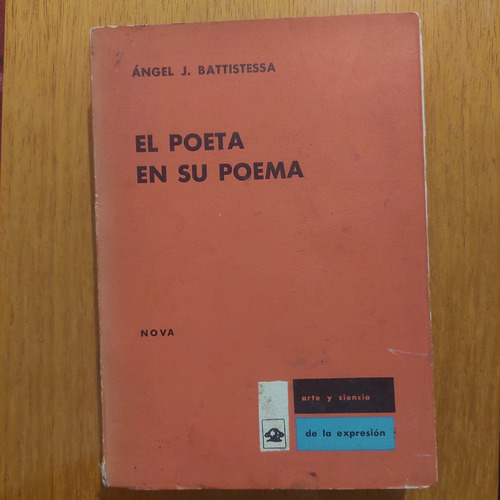 ÁNGEL J. BATTISTESSA
EL POETA
EN SU POEMA
NOVA
arte y ciencia
de la expresión